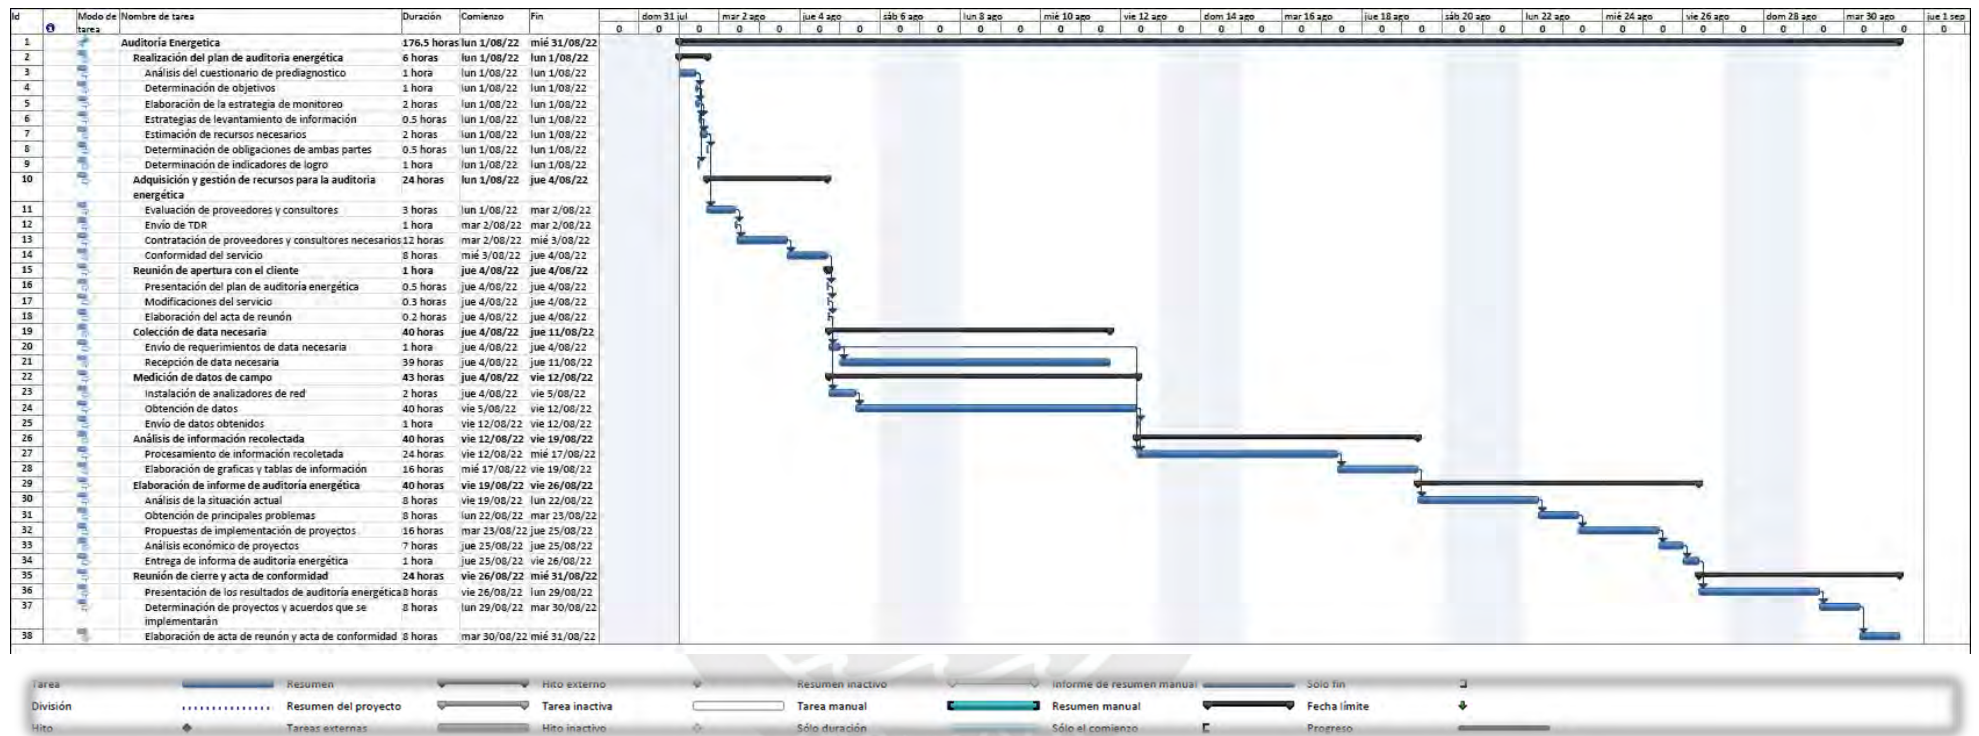 Id Modo de tarea Nombre de tarea Duración Comienzo Fin dom 31 jul mar 2 ago jue 4 ago sáb 6 ago lun 8 ago mié 10 ago vie 12 ago dom 14 ago mar 16 ago jue 18 ago sáb 20 ago lun 22 ago mié 24 ago vie 26 ago dom 28 ago mar 30 ago jue 1 sep
0 0 0 0 0 0 0 0 0 0 0 0 0 0 0 0 0 0 0 0 0 0 0 0 0 0 0 0 0 0 0 0 0 0
1 Auditoría Energetica 176.5 horas lun 1/08/22 mié 31/08/22
2 Realización del plan de auditoria energética 6 horas lun 1/08/22 lun 1/08/22
3 Análisis del cuestionario de prediagnostico 1 hora lun 1/08/22 lun 1/08/22
4 Determinación de objetivos 1 hora lun 1/08/22 lun 1/08/22
5 Elaboración de la estrategia de monitoreo 2 horas lun 1/08/22 lun 1/08/22
6 Estrategias de levantamiento de información 0.5 horas lun 1/08/22 lun 1/08/22
7 Estimación de recursos necesarios 2 horas lun 1/08/22 lun 1/08/22
8 Determinación de obligaciones de ambas partes 0.5 horas lun 1/08/22 lun 1/08/22
9 Determinación de indicadores de logro 1 hora lun 1/08/22 lun 1/08/22
10 Adquisición y gestión de recursos para la auditoria energética 24 horas lun 1/08/22 jue 4/08/22
11 Evaluación de proveedores y consultores 3 horas lun 1/08/22 mar 2/08/22
12 Envio de TDR 1 hora mar 2/08/22 mar 2/08/22
13 Contratación de proveedores y consultores necesarios 12 horas mar 2/08/22 mié 3/08/22
14 Conformidad del servicio 8 horas mié 3/08/22 jue 4/08/22
15 Reunión de apertura con el cliente 1 hora jue 4/08/22 jue 4/08/22
16 Presentación del plan de auditoría energética 0.5 horas jue 4/08/22 jue 4/08/22
17 Modificaciones del servicio 0.3 horas jue 4/08/22 jue 4/08/22
18 Elaboración del acta de reunón 0.2 horas jue 4/08/22 jue 4/08/22
19 Colección de data necesaria 40 horas jue 4/08/22 jue 11/08/22
20 Envío de requerimientos de data necesaria 1 hora jue 4/08/22 jue 4/08/22
21 Recepción de data necesaria 39 horas jue 4/08/22 jue 11/08/22
22 Medición de datos de campo 43 horas jue 4/08/22 vie 12/08/22
23 Instalación de analizadores de red 2 horas jue 4/08/22 vie 5/08/22
24 Obtención de datos 40 horas vie 5/08/22 vie 12/08/22
25 Envio de datos obtenidos 1 hora vie 12/08/22 vie 12/08/22
26 Análisis de información recolectada 40 horas vie 12/08/22 vie 19/08/22
27 Procesamiento de información recoletada 24 horas vie 12/08/22 mié 17/08/22
28 Elaboración de graficas y tablas de información 16 horas mié 17/08/22 vie 19/08/22
29 Elaboración de informe de auditoría energética 40 horas vie 19/08/22 vie 26/08/22
30 Análisis de la situación actual 8 horas vie 19/08/22 lun 22/08/22
31 Obtención de principales problemas 8 horas lun 22/08/22 mar 23/08/22
32 Propuestas de implementación de proyectos 16 horas mar 23/08/22 jue 25/08/22
33 Análisis económico de proyectos 7 horas jue 25/08/22 jue 25/08/22
34 Entrega de informa de auditoría energética 1 hora jue 25/08/22 vie 26/08/22
35 Reunión de cierre y acta de conformidad 24 horas vie 26/08/22 mié 31/08/22
36 Presentación de los resultados de auditoría energética 8 horas vie 26/08/22 lun 29/08/22
37 Determinación de proyectos y acuerdos que se implementarán 8 horas lun 29/08/22 mar 30/08/22
38 Elaboración de acta de reunón y acta de conformidad 8 horas mar 30/08/22 mié 31/08/22
Tarea Resumen Hito externo Resumen inactivo Informe de resumen manual Sólo fin
División Resumen del proyecto Tarea inactiva Tarea manual Resumen manual Fecha límite
Hito Tareas externas Hito inactivo Sólo duración Sólo el comienzo Progreso